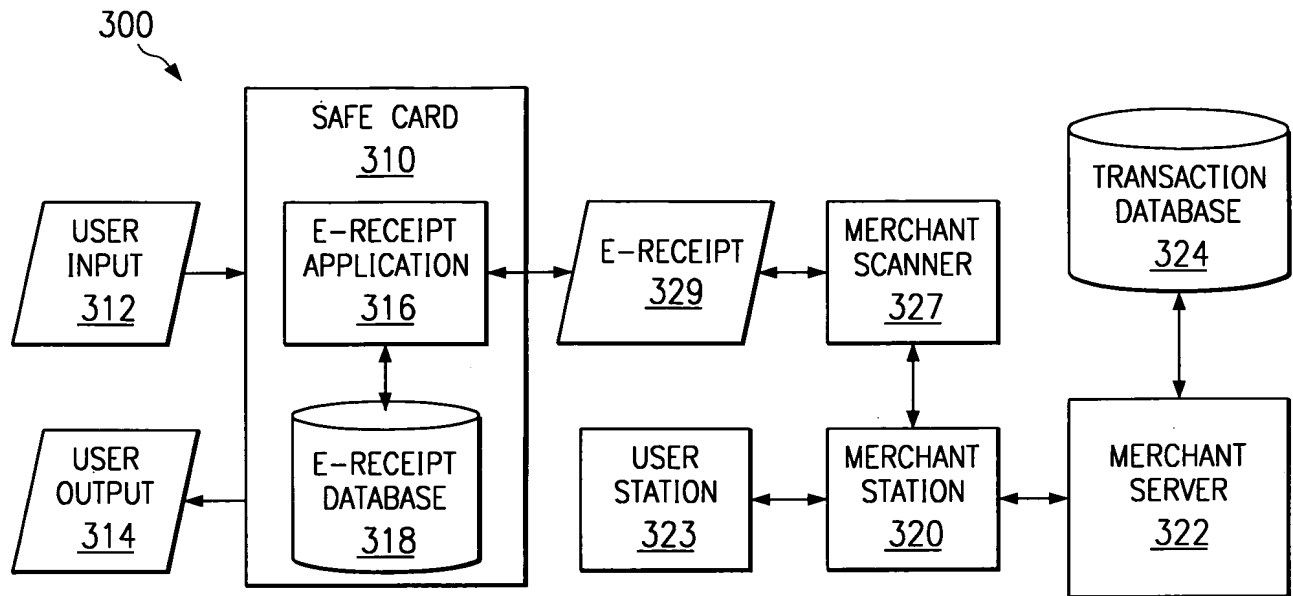 300
SAFE CARD
310
USER
INPUT
312
E-RECEIPT
APPLICATION
316
E-RECEIPT
329
MERCHANT
SCANNER
327
TRANSACTION
DATABASE
324
USER
OUTPUT
314
E-RECEIPT
DATABASE
318
USER
STATION
323
MERCHANT
STATION
320
MERCHANT
SERVER
322